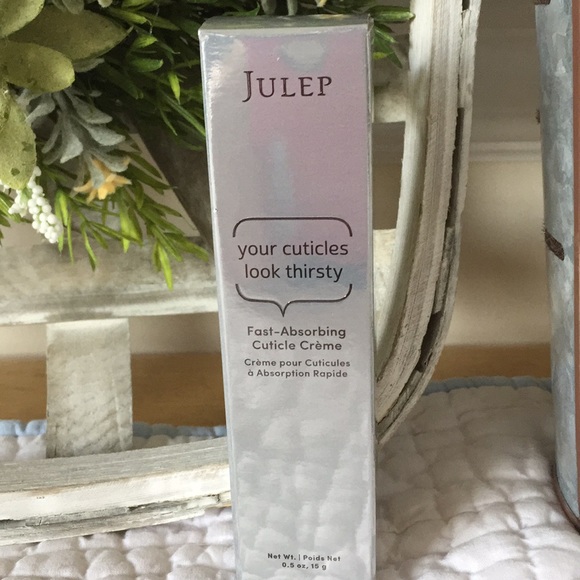 JULEP
your cuticles
look thirsty
Fast-Absorbing
Cuticle Crème
Crème pour Cuticules
à Absorption Rapide
Net Wt. | Poids Net
0.5 oz, 15 g